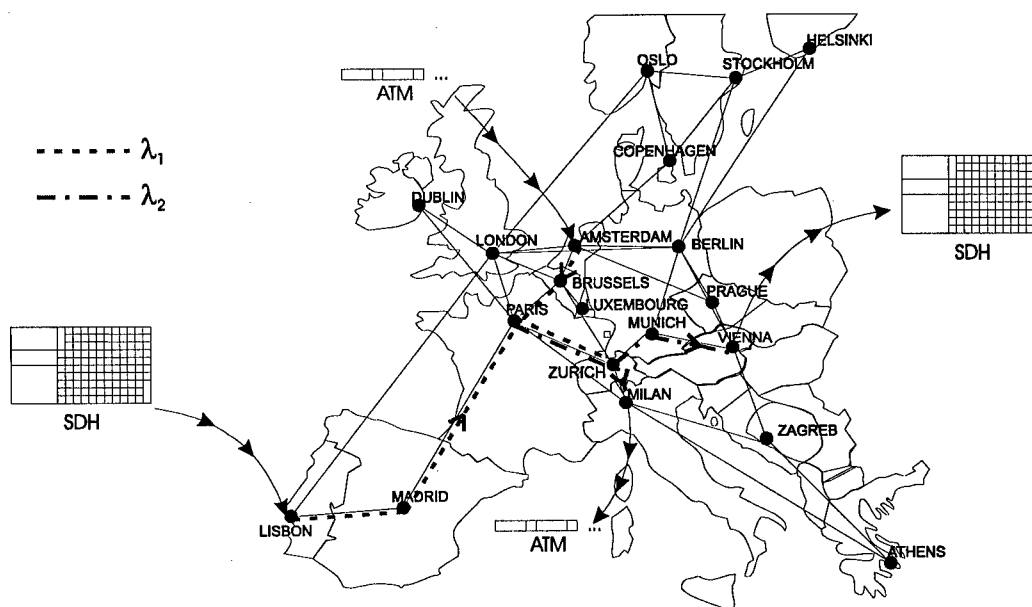 HELSINKI
OSLO
STOCKHOLM
...
ATM
λ1
COPENHAGEN
λ2
DUBLIN
LONDON
AMSTERDAM
BERLIN
SDH
BRUSSELS
LUXEMBOURG
PRAGUE
PARIS
MUNICH
VIENNA
ZURICH
MILAN
SDH
ZAGREB
MADRID
LISBON
...
ATM
ATHENS